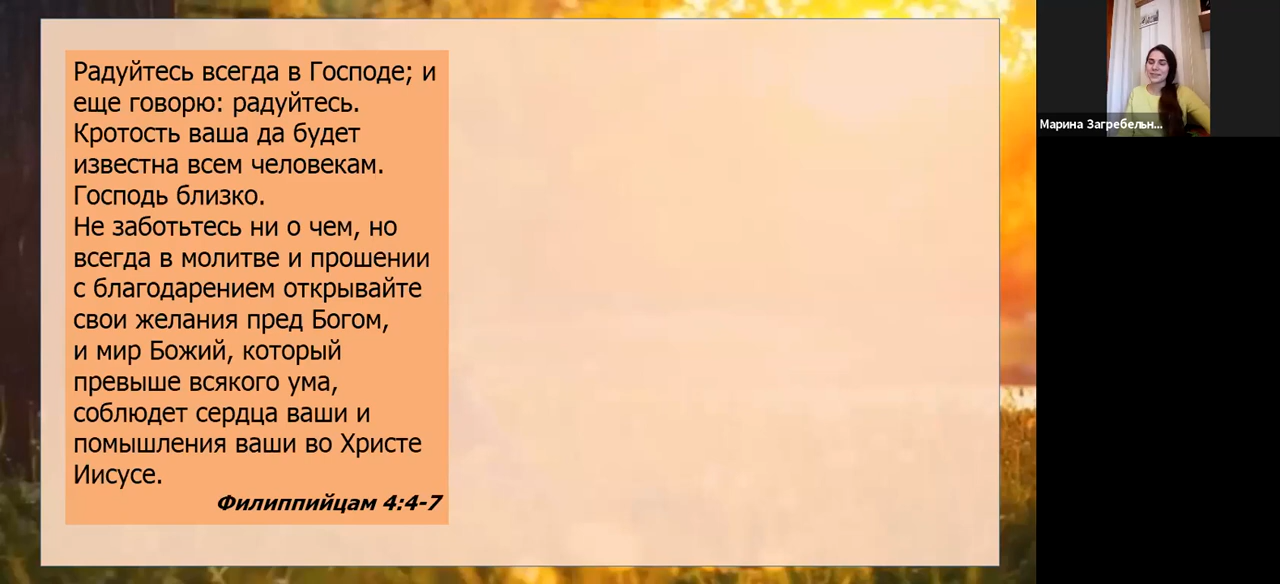 Радуйтесь всегда в Господе; и
еще говорю: радуйтесь.
Кротость ваша да будет
известна всем человекам.
Господь близко.
Не заботьтесь ни о чем, но
всегда в молитве и прошении
с благодарением открывайте
свои желания пред Богом,
и мир Божий, который
превыше всякого ума,
соблюдет сердца ваши и
помышления ваши во Христе
Иисусе.
Филиппийцам 4:4-7
Марина Загребельн...